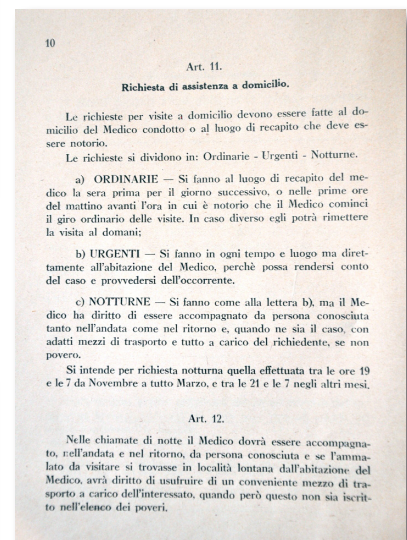 10
Art. 11.
Richiesta di assistenza a domicilio.
Le richieste per visite a domicilio devono essere fatte al do-
micilio del Medico condotto o al luogo di recapito che deve es-
sere notorio.
Le richieste si dividono in: Ordinarie - Urgenti - Notturne.
a) ORDINARIE — Si fanno al luogo di recapito del me-
dico la sera prima per il giorno successivo, o nelle prime ore
del mattino avanti l'ora in cui è notorio che il Medico cominci
il giro ordinario delle visite. In caso diverso egli potrà rimettere
la visita al domani;
b) URGENTI — Si fanno in ogni tempo e luogo ma diret-
tamente all'abitazione del Medico, perchè possa rendersi conto
del caso e provvedersi dell'occorrente.
c) NOTTURNE — Si fanno come alla lettera b), ma il Me-
dico ha diritto di essere accompagnato da persona conosciuta
tanto nell'andata come nel ritorno e, quando ne sia il caso, con
adatti mezzi di trasporto e tutto a carico del richiedente, se non
povero.
Si intende per richiesta notturna quella effettuata tra le ore 19
e le 7 da Novembre a tutto Marzo, e tra le 21 e le 7 negli altri mesi.
Art. 12.
Nelle chiamate di notte il Medico dovrà essere accompagna-
to, nell'andata e nel ritorno, da persona conosciuta e se l'amma-
lato da visitare si trovasse in località lontana dall'abitazione del
Medico, avrà diritto di usufruire di un conveniente mezzo di tra-
sporto a carico dell'interessato, quando però questo non sia iscrit-
to nell'elenco dei poveri.